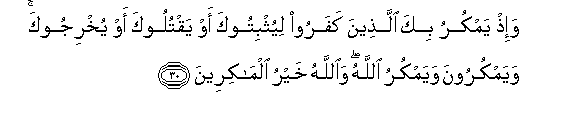 وَإِذْ يَمْكُرُ بِكَ ٱلَّذِينَ كَفَرُوا۟ لِيُثْبِتُوكَ أَوْ يَقْتُلُوكَ أَوْ يُخْرِجُوكَ ۚ
وَيَمْكُرُونَ وَيَمْكُرُ ٱللَّهُ ۖ وَٱللَّهُ خَيْرُ ٱلْمَـٰكِرِينَ ﴿٣٠﴾